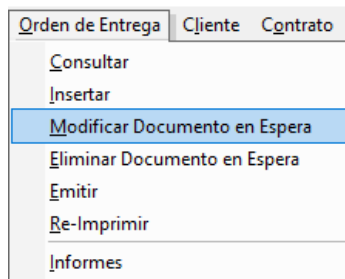 Orden de Entrega Cliente Contrato
Consultar
Insertar
Modificar Documento en Espera
Eliminar Documento en Espera
Emitir
Re-Imprimir
Informes